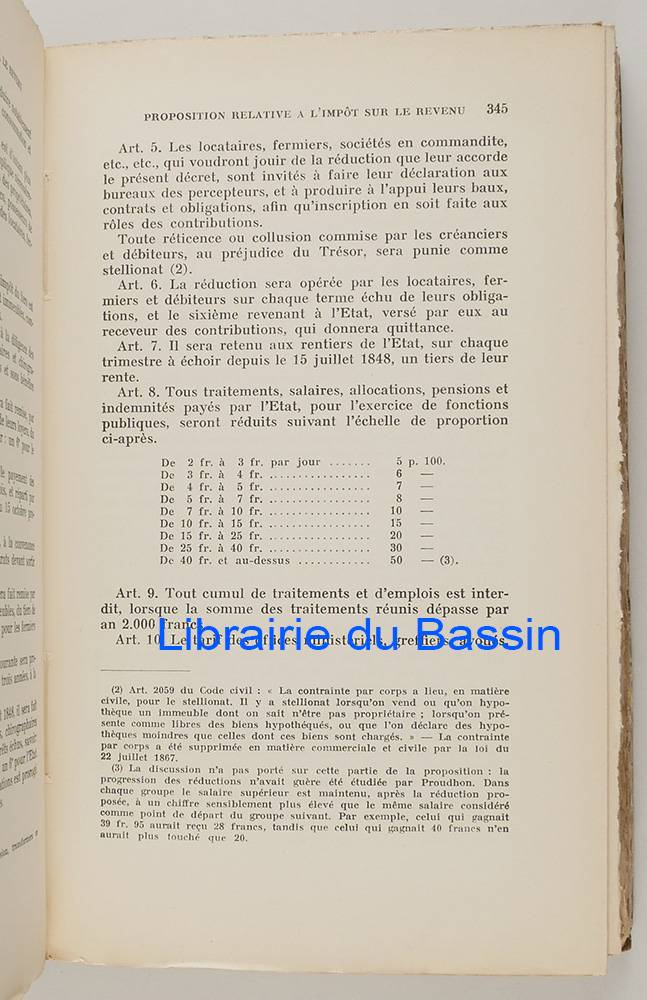 PROPOSITION RELATIVE A L'IMPÔT SUR LE REVENU 345
Art. 5. Les locataires, fermiers, sociétés en commandite,
etc., etc., qui voudront jouir de la réduction que leur accorde
le présent décret, sont invités à faire leur déclaration aux
bureaux des percepteurs, et à produire à l'appui leurs baux,
contrats et obligations, afin qu'inscription en soit faite aux
rôles des contributions.
Toute réticence ou collusion commise par les créanciers
et débiteurs, au préjudice du Trésor, sera punie comme
stellionat (2).
Art. 6. La réduction sera opérée par les locataires, fer-
miers et débiteurs sur chaque terme échu de leurs obliga-
tions, et le sixième revenant à l'Etat, versé par eux au
receveur des contributions, qui donnera quittance.
Art. 7. Il sera retenu aux rentiers de l'Etat, sur chaque
trimestre à échoir depuis le 15 juillet 1848, un tiers de leur
rente.
Art. 8. Tous traitements, salaires, allocations, pensions et
indemnités payés par l'Etat, pour l'exercice de fonctions
publiques, seront réduits suivant l'échelle de proportion
ci-après.
De 2 fr. à 3 fr. par jour ....... 5 p. 100.
De 3 fr. à 4 fr. ................ 6 —
De 4 fr. à 5 fr. ................ 7 —
De 5 fr. à 7 fr. ................ 8 —
De 7 fr. à 10 fr. ................ 10 —
De 10 fr. à 15 fr. ................ 15 —
De 15 fr. à 25 fr. ................ 20 —
De 25 fr. à 40 fr. ................ 30 —
De 40 fr. et au-dessus ............ 50 — (3).
Art. 9. Tout cumul de traitements et d'emplois est inter-
dit, lorsque la somme des traitements réunis dépasse par
an 2.000 francs.
Librairie du Bassin
Art. 10. Le tarif des offices ministériels, greffiers, avoués,
(2) Art. 2059 du Code civil : « La contrainte par corps a lieu, en matière
civile, pour le stellionat. Il y a stellionat lorsqu'on vend ou qu'on hypo-
thèque un immeuble dont on sait n'être pas propriétaire ; lorsqu'on pré-
sente comme libres des biens hypothéqués, ou que l'on déclare des hypo-
thèques moindres que celles dont ces biens sont chargés. » — La contrainte
par corps a été supprimée en matière commerciale et civile par la loi du
22 juillet 1867.
(3) La discussion n'a pas porté sur cette partie de la proposition : la
progression des réductions n'avait guère été étudiée par Proudhon. Dans
chaque groupe le salaire supérieur est maintenu, après la réduction pro-
posée, à un chiffre sensiblement plus élevé que le même salaire considéré
comme point de départ du groupe suivant. Par exemple, celui qui gagnait
39 fr. 95 aurait reçu 28 francs, tandis que celui qui gagnait 40 francs n'en
aurait plus touché que 20.